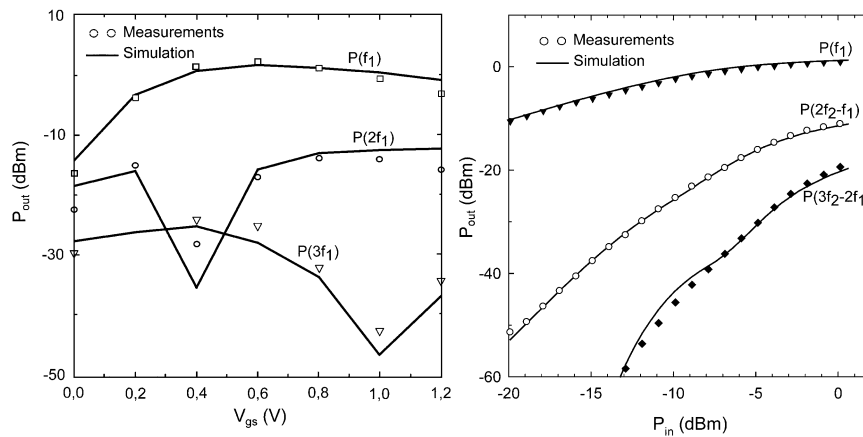 10
-10
-30
-50
P_out (dBm)
○ ○ Measurements
Simulation
P(f₁)
P(2f₁)
P(3f₁)
0,0 0,2 0,4 0,6 0,8 1,0 1,2
V_gs (V)
0
-20
-40
-60
P_out (dBm)
○ ○ Measurements
Simulation
P(f₁)
P(2f₂-f₁)
P(3f₂-2f₁
-20 -15 -10 -5 0
P_in (dBm)